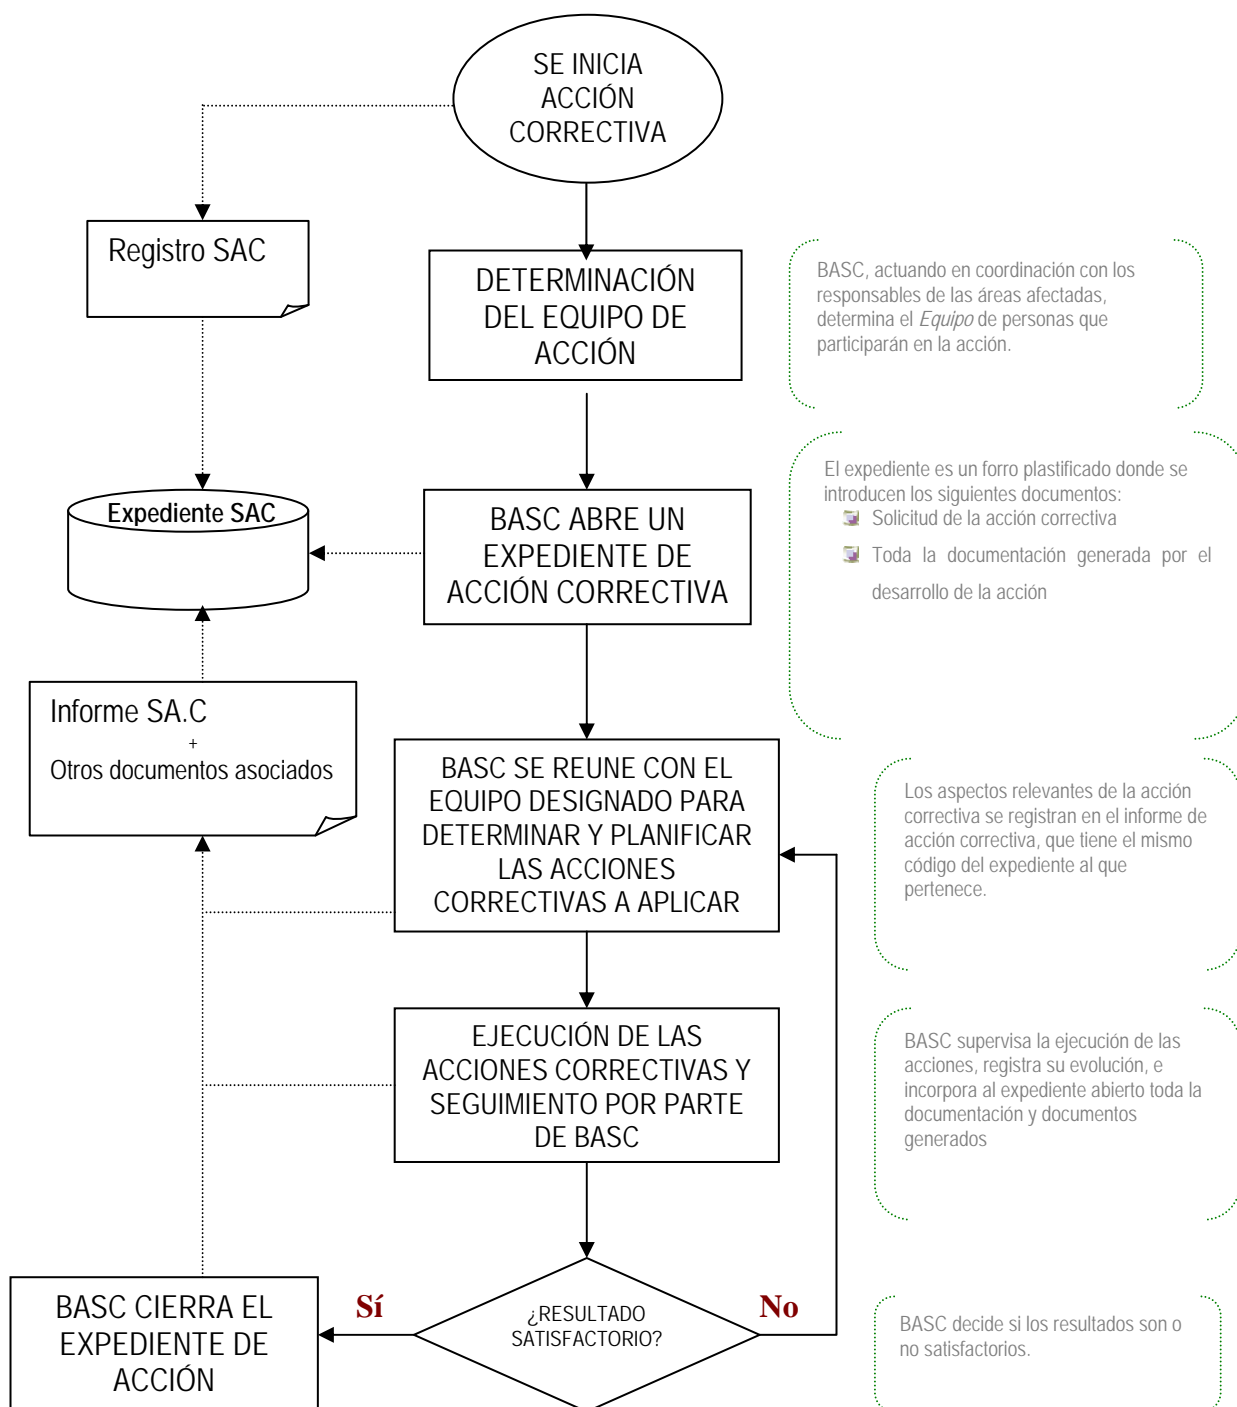 SE INICIA
ACCIÓN
CORRECTIVA
Registro SAC
DETERMINACIÓN
DEL EQUIPO DE
ACCIÓN
BASC, actuando en coordinación con los
responsables de las áreas afectadas,
determina el Equipo de personas que
participarán en la acción.
Expediente SAC
BASC ABRE UN
EXPEDIENTE DE
ACCIÓN CORRECTIVA
El expediente es un forro plastificado donde se
introducen los siguientes documentos:
Solicitud de la acción correctiva
Toda la documentación generada por el
desarrollo de la acción
Informe SA.C
+
Otros documentos asociados
BASC SE REUNE CON EL
EQUIPO DESIGNADO PARA
DETERMINAR Y PLANIFICAR
LAS ACCIONES
CORRECTIVAS A APLICAR
Los aspectos relevantes de la acción
correctiva se registran en el informe de
acción correctiva, que tiene el mismo
código del expediente al que
pertenece.
EJECUCIÓN DE LAS
ACCIONES CORRECTIVAS Y
SEGUIMIENTO POR PARTE
DE BASC
BASC supervisa la ejecución de las
acciones, registra su evolución, e
incorpora al expediente abierto toda la
documentación y documentos
generados
BASC CIERRA EL
EXPEDIENTE DE
ACCIÓN
Sí
¿RESULTADO
SATISFACTORIO?
No
BASC decide si los resultados son o
no satisfactorios.